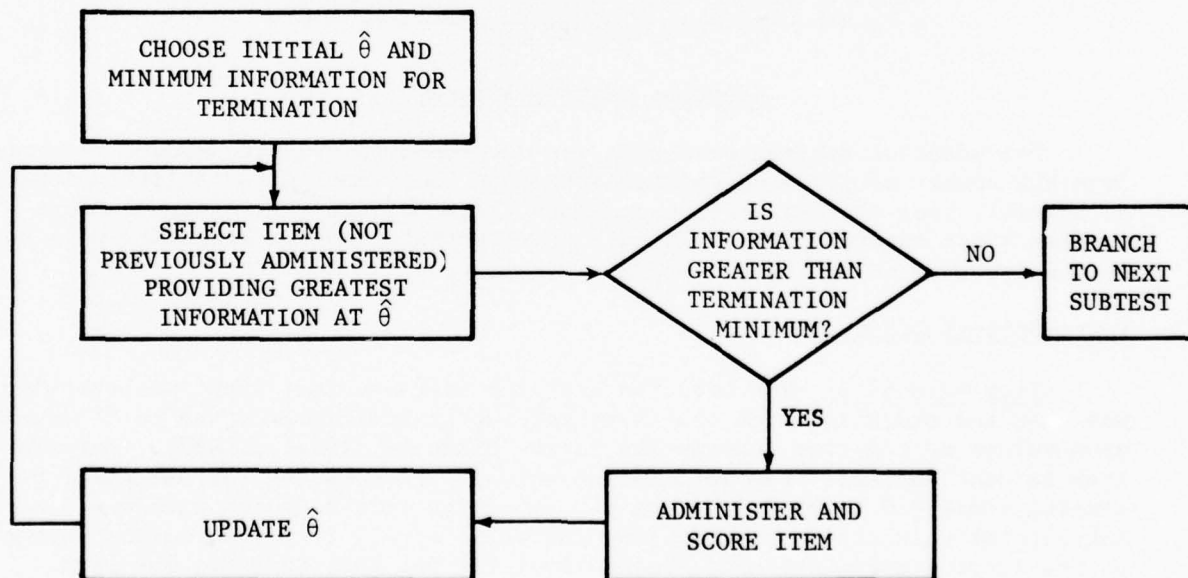 CHOOSE INITIAL θ̂ AND
MINIMUM INFORMATION FOR
TERMINATION
SELECT ITEM (NOT
PREVIOUSLY ADMINISTERED)
PROVIDING GREATEST
INFORMATION AT θ̂
IS
INFORMATION
GREATER THAN
TERMINATION
MINIMUM?
NO
BRANCH
TO NEXT
SUBTEST
YES
ADMINISTER AND
SCORE ITEM
UPDATE θ̂